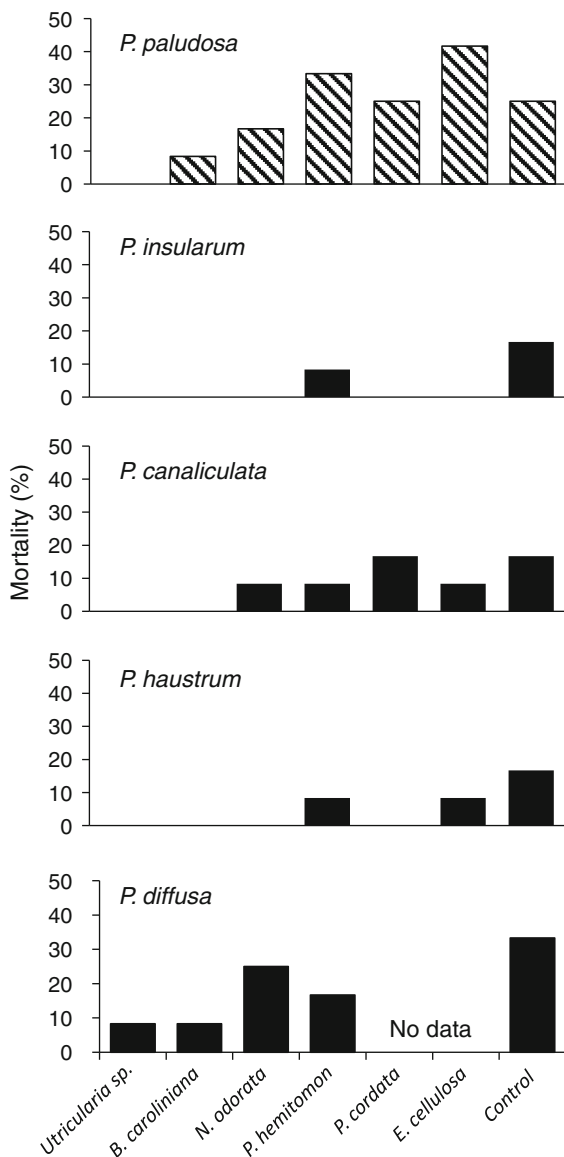 50
40
30
20
10
0
P. paludosa
50
40
30
20
10
0
P. insularum
50
40
30
20
10
0
P. canaliculata
Mortality (%)
50
40
30
20
10
0
P. haustrum
50
40
30
20
10
0
P. diffusa
No data
Utricularia sp.
B. caroliniana
N. odorata
P. hemitomon
P. cordata
E. cellulosa
Control